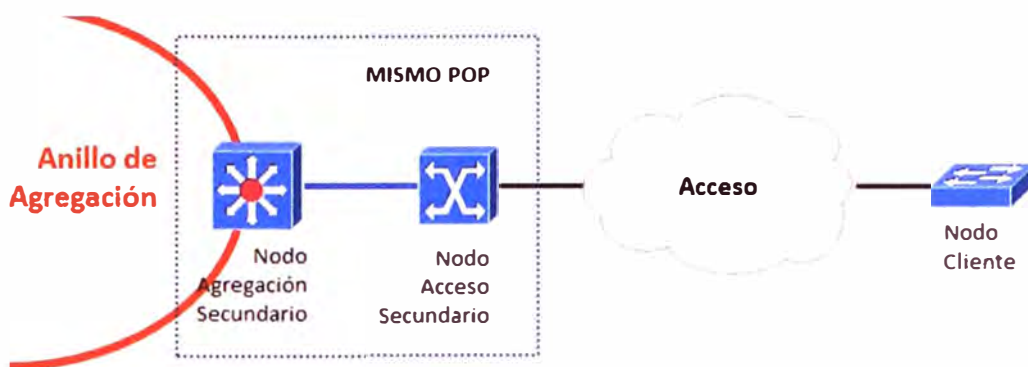 MISMO POP
Anillo de
Agregación
Acceso
Nodo
Agregación
Secundario
Nodo
Acceso
Secundario
Nodo
Cliente